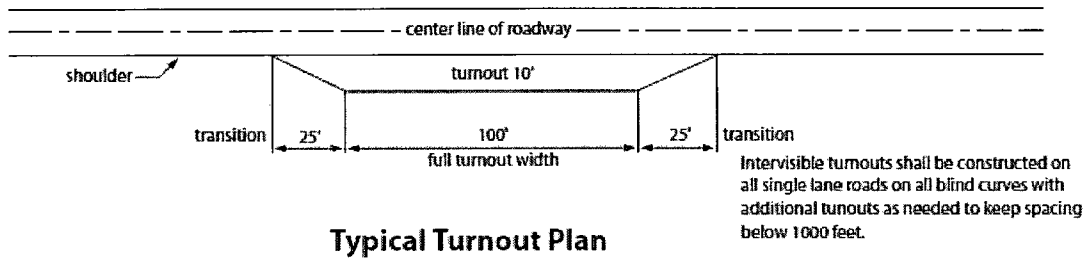 center line of roadway
shoulder
turnout 10'
transition
25'
100'
25'
transition
full turnout width
Intervisible turnouts shall be constructed on
all single lane roads on all blind curves with
additional tunouts as needed to keep spacing
below 1000 feet.
Typical Turnout Plan